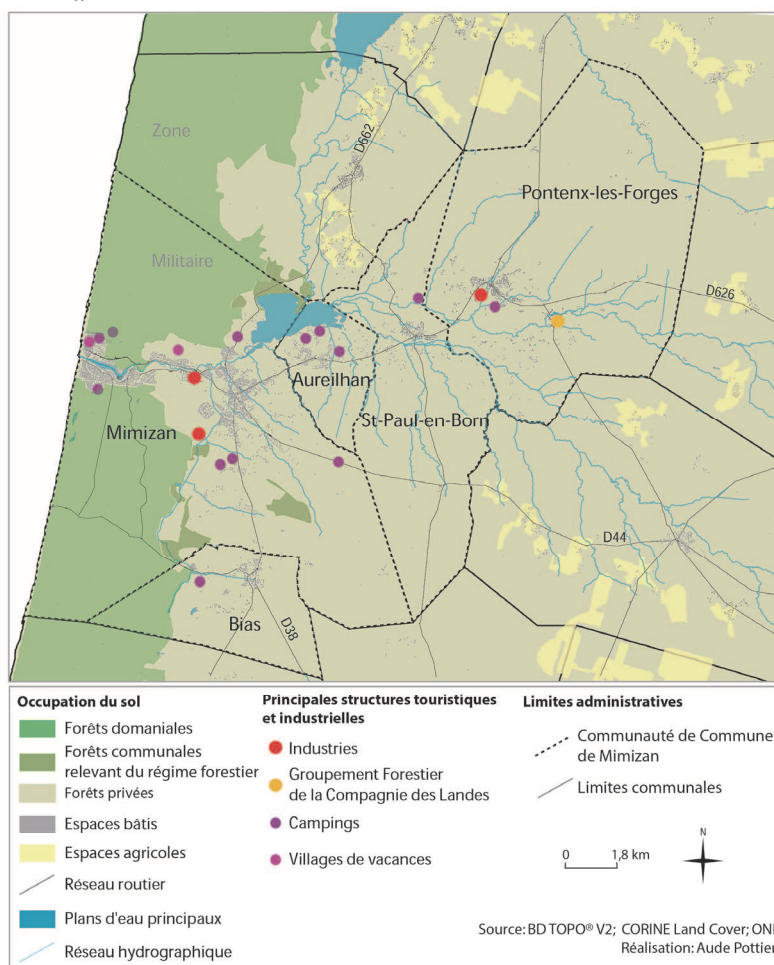 Zone
D662
Pontenx-les-Forges
Militaire
D626
Aureilhan
St-Paul-en-Born
Mimizan
D44
Bias
D38
Occupation du sol
Forêts domaniales
Forêts communales
relevant du régime forestier
Forêts privées
Espaces bâtis
Espaces agricoles
Réseau routier
Plans d'eau principaux
Réseau hydrographique
Principales structures touristiques
et industrielles
Industries
Groupement Forestier
de la Compagnie des Landes
Campings
Villages de vacances
Limites administratives
Communauté de Commune
de Mimizan
Limites communales
0 1,8 km
N
Source: BD TOPO® V2; CORINE Land Cover; ON
Réalisation: Aude Pottier